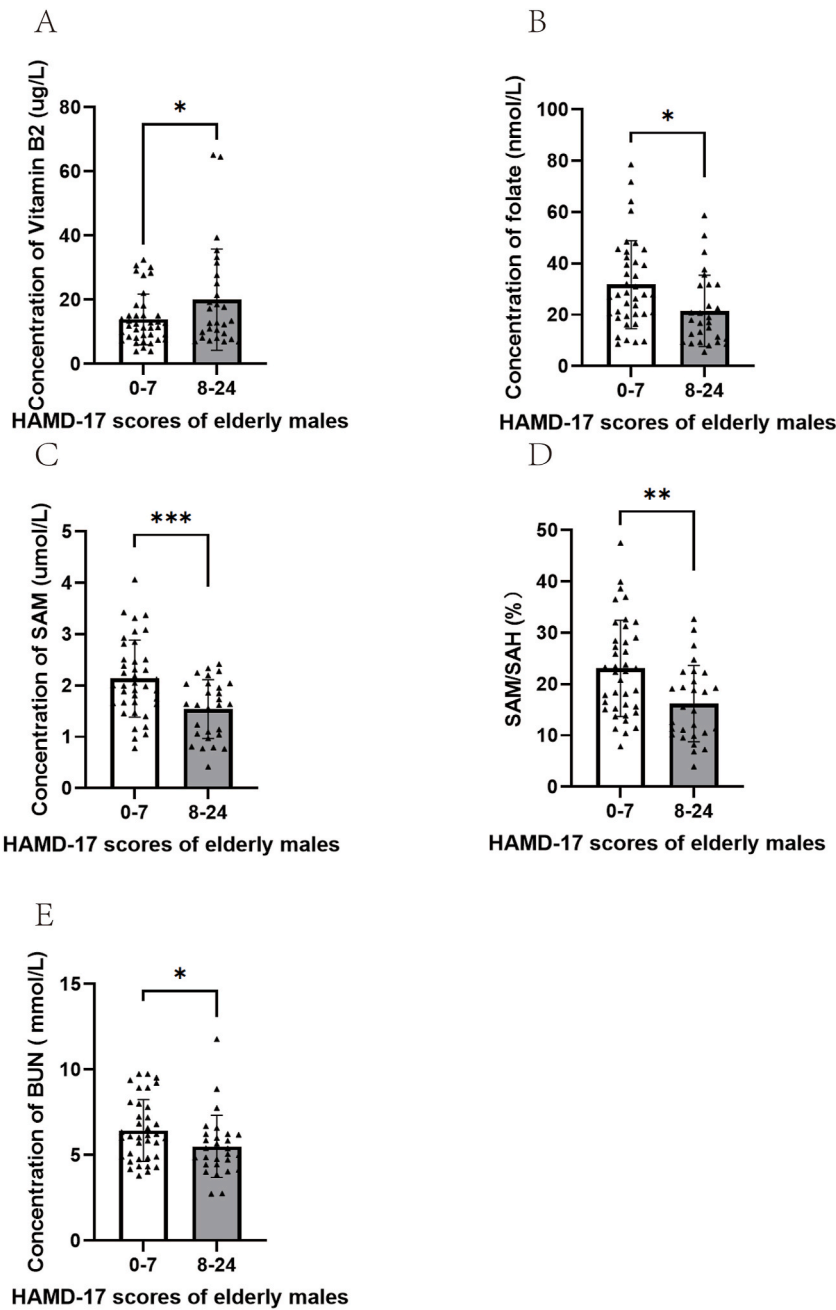 A
Concentration of Vitamin B2 (ug/L)
80
60
40
20
0
*
0-7
8-24
HAMD-17 scores of elderly males
B
Concentration of folate (nmol/L)
100
80
60
40
20
0
*
0-7
8-24
HAMD-17 scores of elderly males
C
Concentration of SAM (umol/L)
5
4
3
2
1
0
***
0-7
8-24
HAMD-17 scores of elderly males
D
SAM/SAH (%)
50
40
30
20
10
0
**
0-7
8-24
HAMD-17 scores of elderly males
E
Concentration of BUN ( mmol/L)
15
10
5
0
*
0-7
8-24
HAMD-17 scores of elderly males